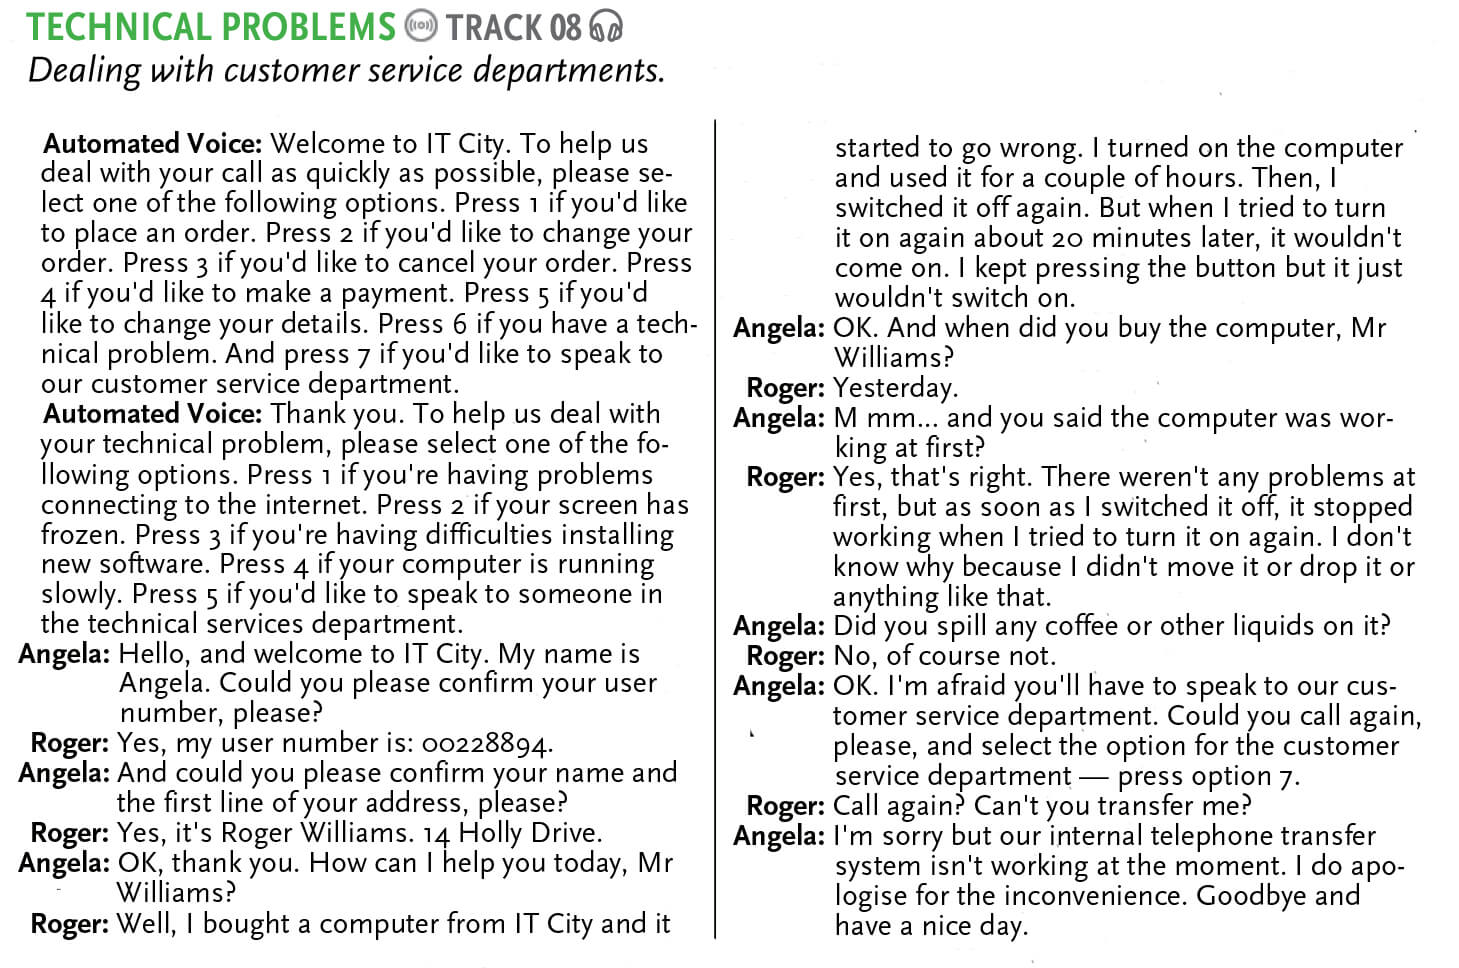 TECHNICAL PROBLEMS TRACK 08
Dealing with customer service departments.
Automated Voice: Welcome to IT City. To help us
deal with your call as quickly as possible, please se-
lect one of the following options. Press 1 if you'd like
to place an order. Press 2 if you'd like to change your
order. Press 3 if you'd like to cancel your order. Press
4 if you'd like to make a payment. Press 5 if you'd
like to change your details. Press 6 if you have a tech-
nical problem. And press 7 if you'd like to speak to
our customer service department.
Automated Voice: Thank you. To help us deal with
your technical problem, please select one of the fo-
llowing options. Press 1 if you're having problems
connecting to the internet. Press 2 if your screen has
frozen. Press 3 if you're having difficulties installing
new software. Press 4 if your computer is running
slowly. Press 5 if you'd like to speak to someone in
the technical services department.
Angela: Hello, and welcome to IT City. My name is
Angela. Could you please confirm your user
number, please?
Roger: Yes, my user number is: 00228894.
Angela: And could you please confirm your name and
the first line of your address, please?
Roger: Yes, it's Roger Williams. 14 Holly Drive.
Angela: OK, thank you. How can I help you today, Mr
Williams?
Roger: Well, I bought a computer from IT City and it
started to go wrong. I turned on the computer
and used it for a couple of hours. Then, I
switched it off again. But when I tried to turn
it on again about 20 minutes later, it wouldn't
come on. I kept pressing the button but it just
wouldn't switch on.
Angela: OK. And when did you buy the computer, Mr
Williams?
Roger: Yesterday.
Angela: M mm... and you said the computer was wor-
king at first?
Roger: Yes, that's right. There weren't any problems at
first, but as soon as I switched it off, it stopped
working when I tried to turn it on again. I don't
know why because I didn't move it or drop it or
anything like that.
Angela: Did you spill any coffee or other liquids on it?
Roger: No, of course not.
Angela: OK. I'm afraid you'll have to speak to our cus-
tomer service department. Could you call again,
please, and select the option for the customer
service department — press option 7.
Roger: Call again? Can't you transfer me?
Angela: I'm sorry but our internal telephone transfer
system isn't working at the moment. I do apo-
logise for the inconvenience. Goodbye and
have a nice day.